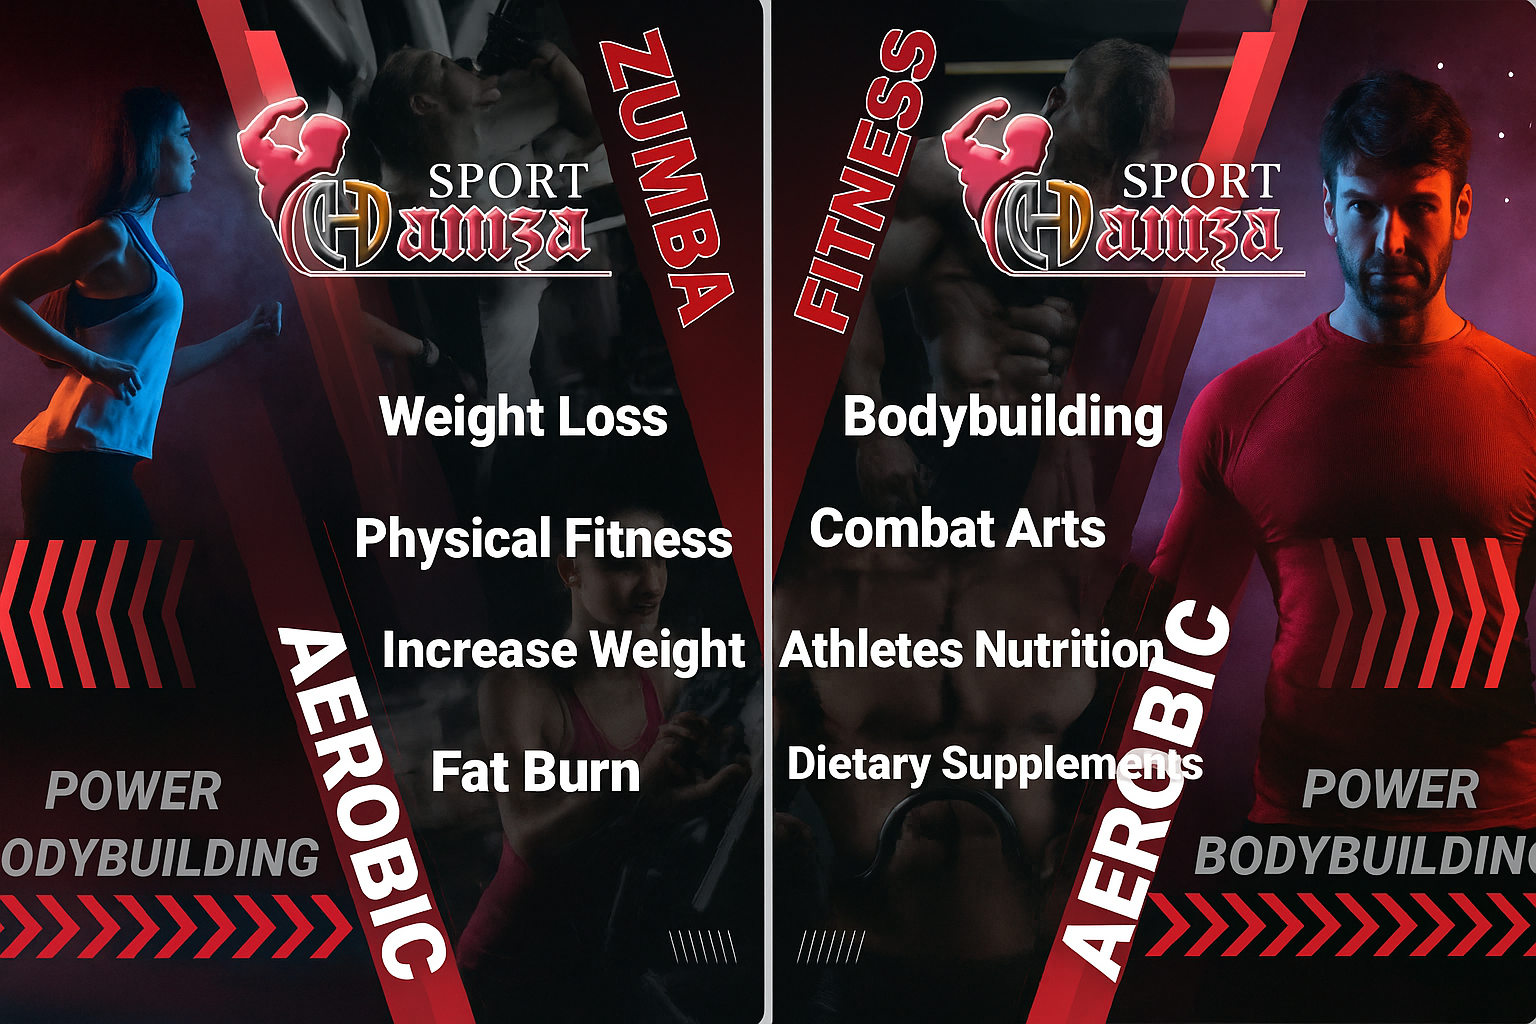 ZUMBA
SPORT
Hamza
Weight Loss
Physical Fitness
Increase Weight
Fat Burn
AEROBIC
POWER
ODYBUILDING
FITNESS
SPORT
Hamza
Bodybuilding
Combat Arts
Athletes Nutrition
Dietary Supplements
AEROBIC
POWER
BODYBUILDING